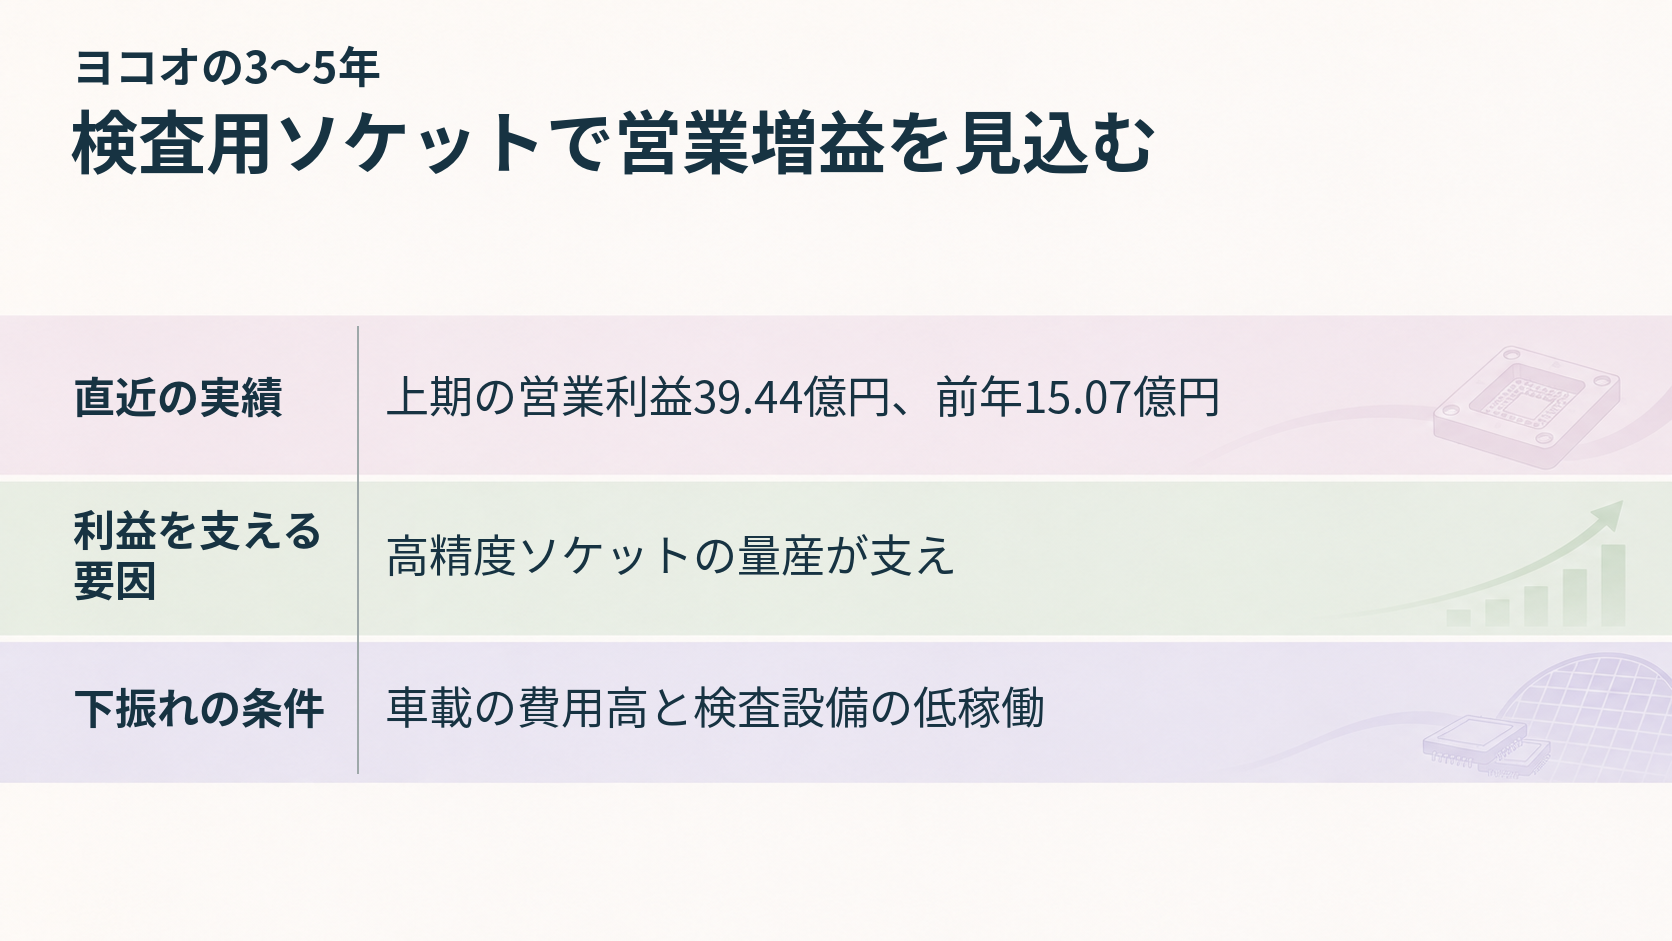 ヨコオの3〜5年
検査用ソケットで営業増益を見込む
直近の実績
上期の営業利益39.44億円、前年15.07億円
利益を支える
要因
高精度ソケットの量産が支え
下振れの条件
車載の費用高と検査設備の低稼働